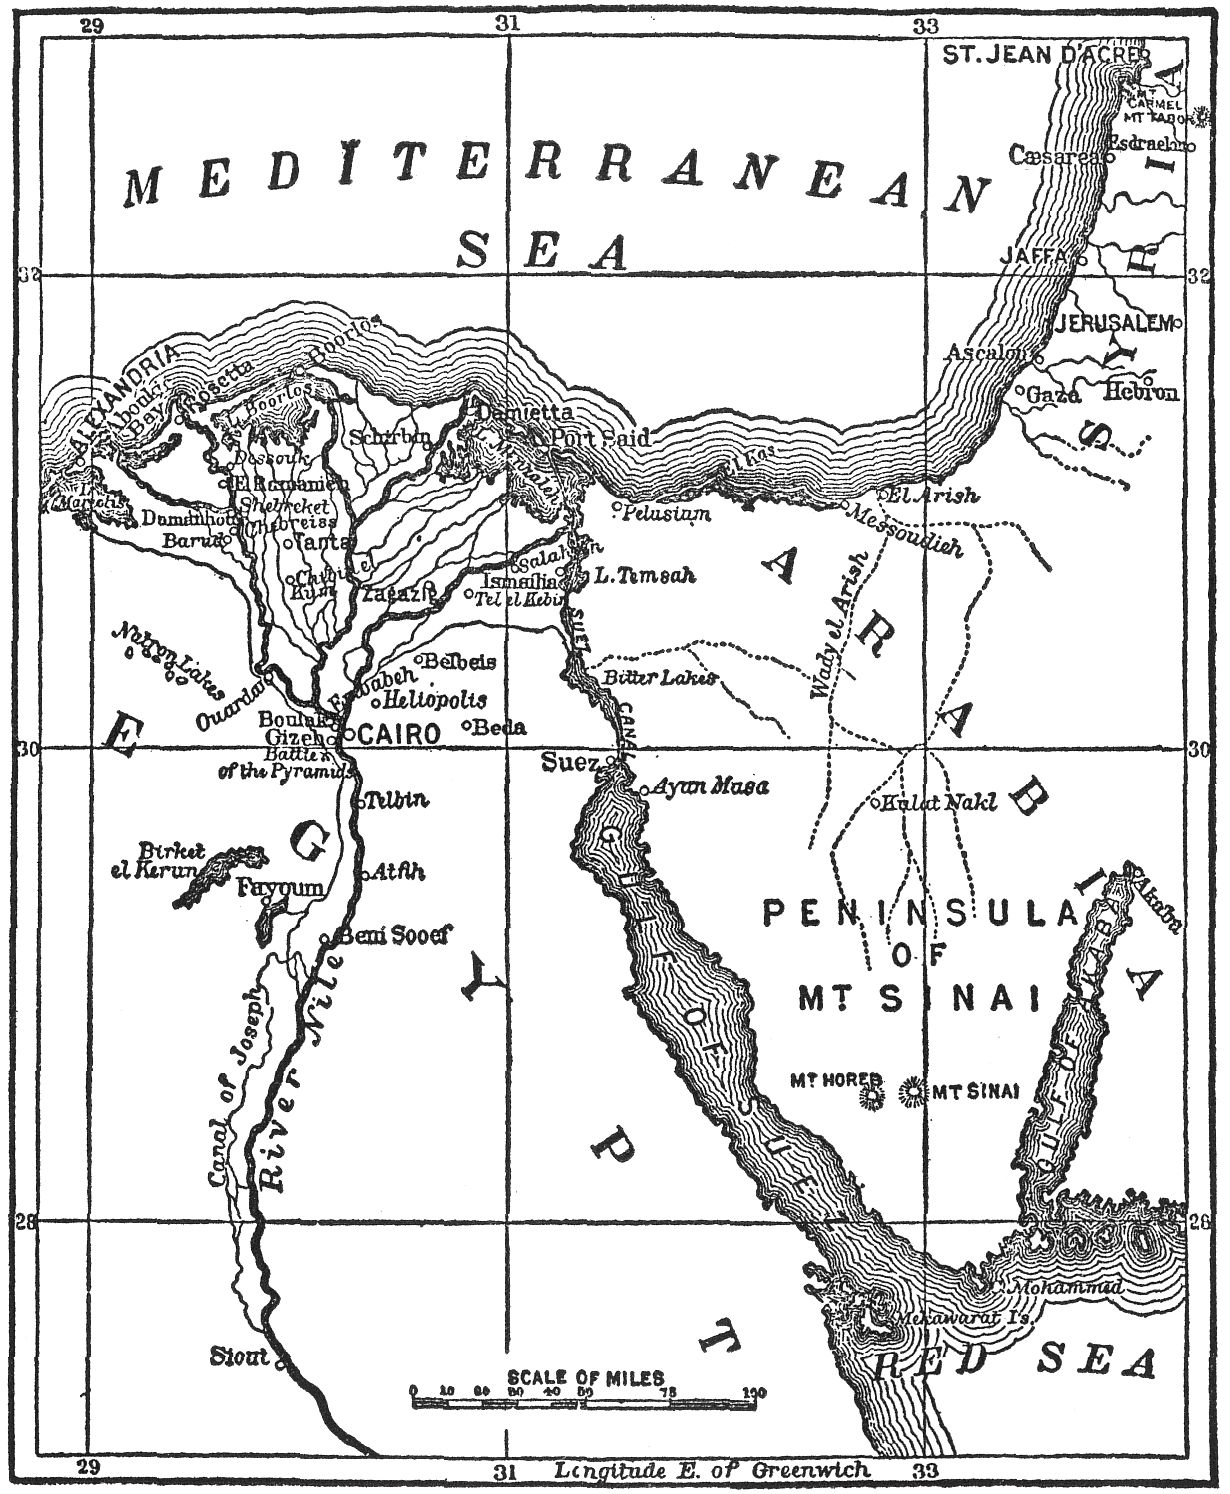 29 31 33
ST. JEAN D'ACRE
MT
CARMEL
MT TABOR
Esdraelon
Cæsarea
MEDITERRANEAN
SEA
SYRIA
32 32
JAFFA
JERUSALEM
Ascalon
Gaza
Hebron
Boorlos
ALEXANDRIA
Aboukir
Bay
Rosetta
Boorlos
Damietta
Schirbin
Port Said
Menzaleh
El Kas
Dessouk
El Ramanieh
L.
Mareotis
Shebreket
Chebreiss
Damanhour
Barud
Tanta
Pelusium
El Arish
Messoudieh
Salahieh
Ismailia
Tel el Kebir
L. Timsah
Zagazig
Natron Lakes
Ouardan
Belbeis
Heliopolis
SUEZ
CANAL
Bitter Lakes
Wady el Arish
Boulak
Gizeh
CAIRO
Beda
Battle
of the Pyramids
30 30
Suez
Ayun Musa
Kulat Nakl
EGYPT
ARABIA
Tilbin
Birket
el Kerun
Fayoum
Atfih
Beni Sooef
PENINSULA
OF
MT. SINAI
Akaba
GULF OF AKABA
GULF OF SUEZ
River Nile
Canal of Joseph
MT HOREB
MT SINAI
28 28
Mohammed
Mekawarat Is.
RED SEA
Siout
SCALE OF MILES
0 10 20 30 40 50 75 100
29 31 Longitude E. of Greenwich 33